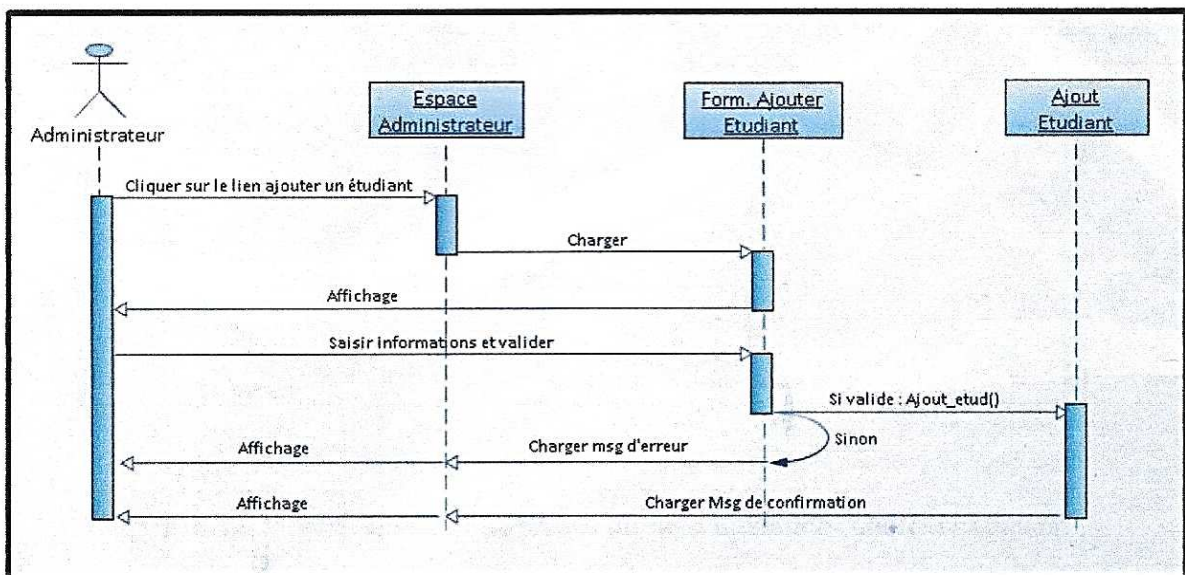 Administrateur
Espace
Administrateur
Form. Ajouter
Etudiant
Ajout
Etudiant
Cliquer sur le lien ajouter un étudiant
Charger
Affichage
Saisir informations et valider
Si valide : Ajout_etud()
Sinon
Charger msg d'erreur
Affichage
Charger Msg de confirmation
Affichage